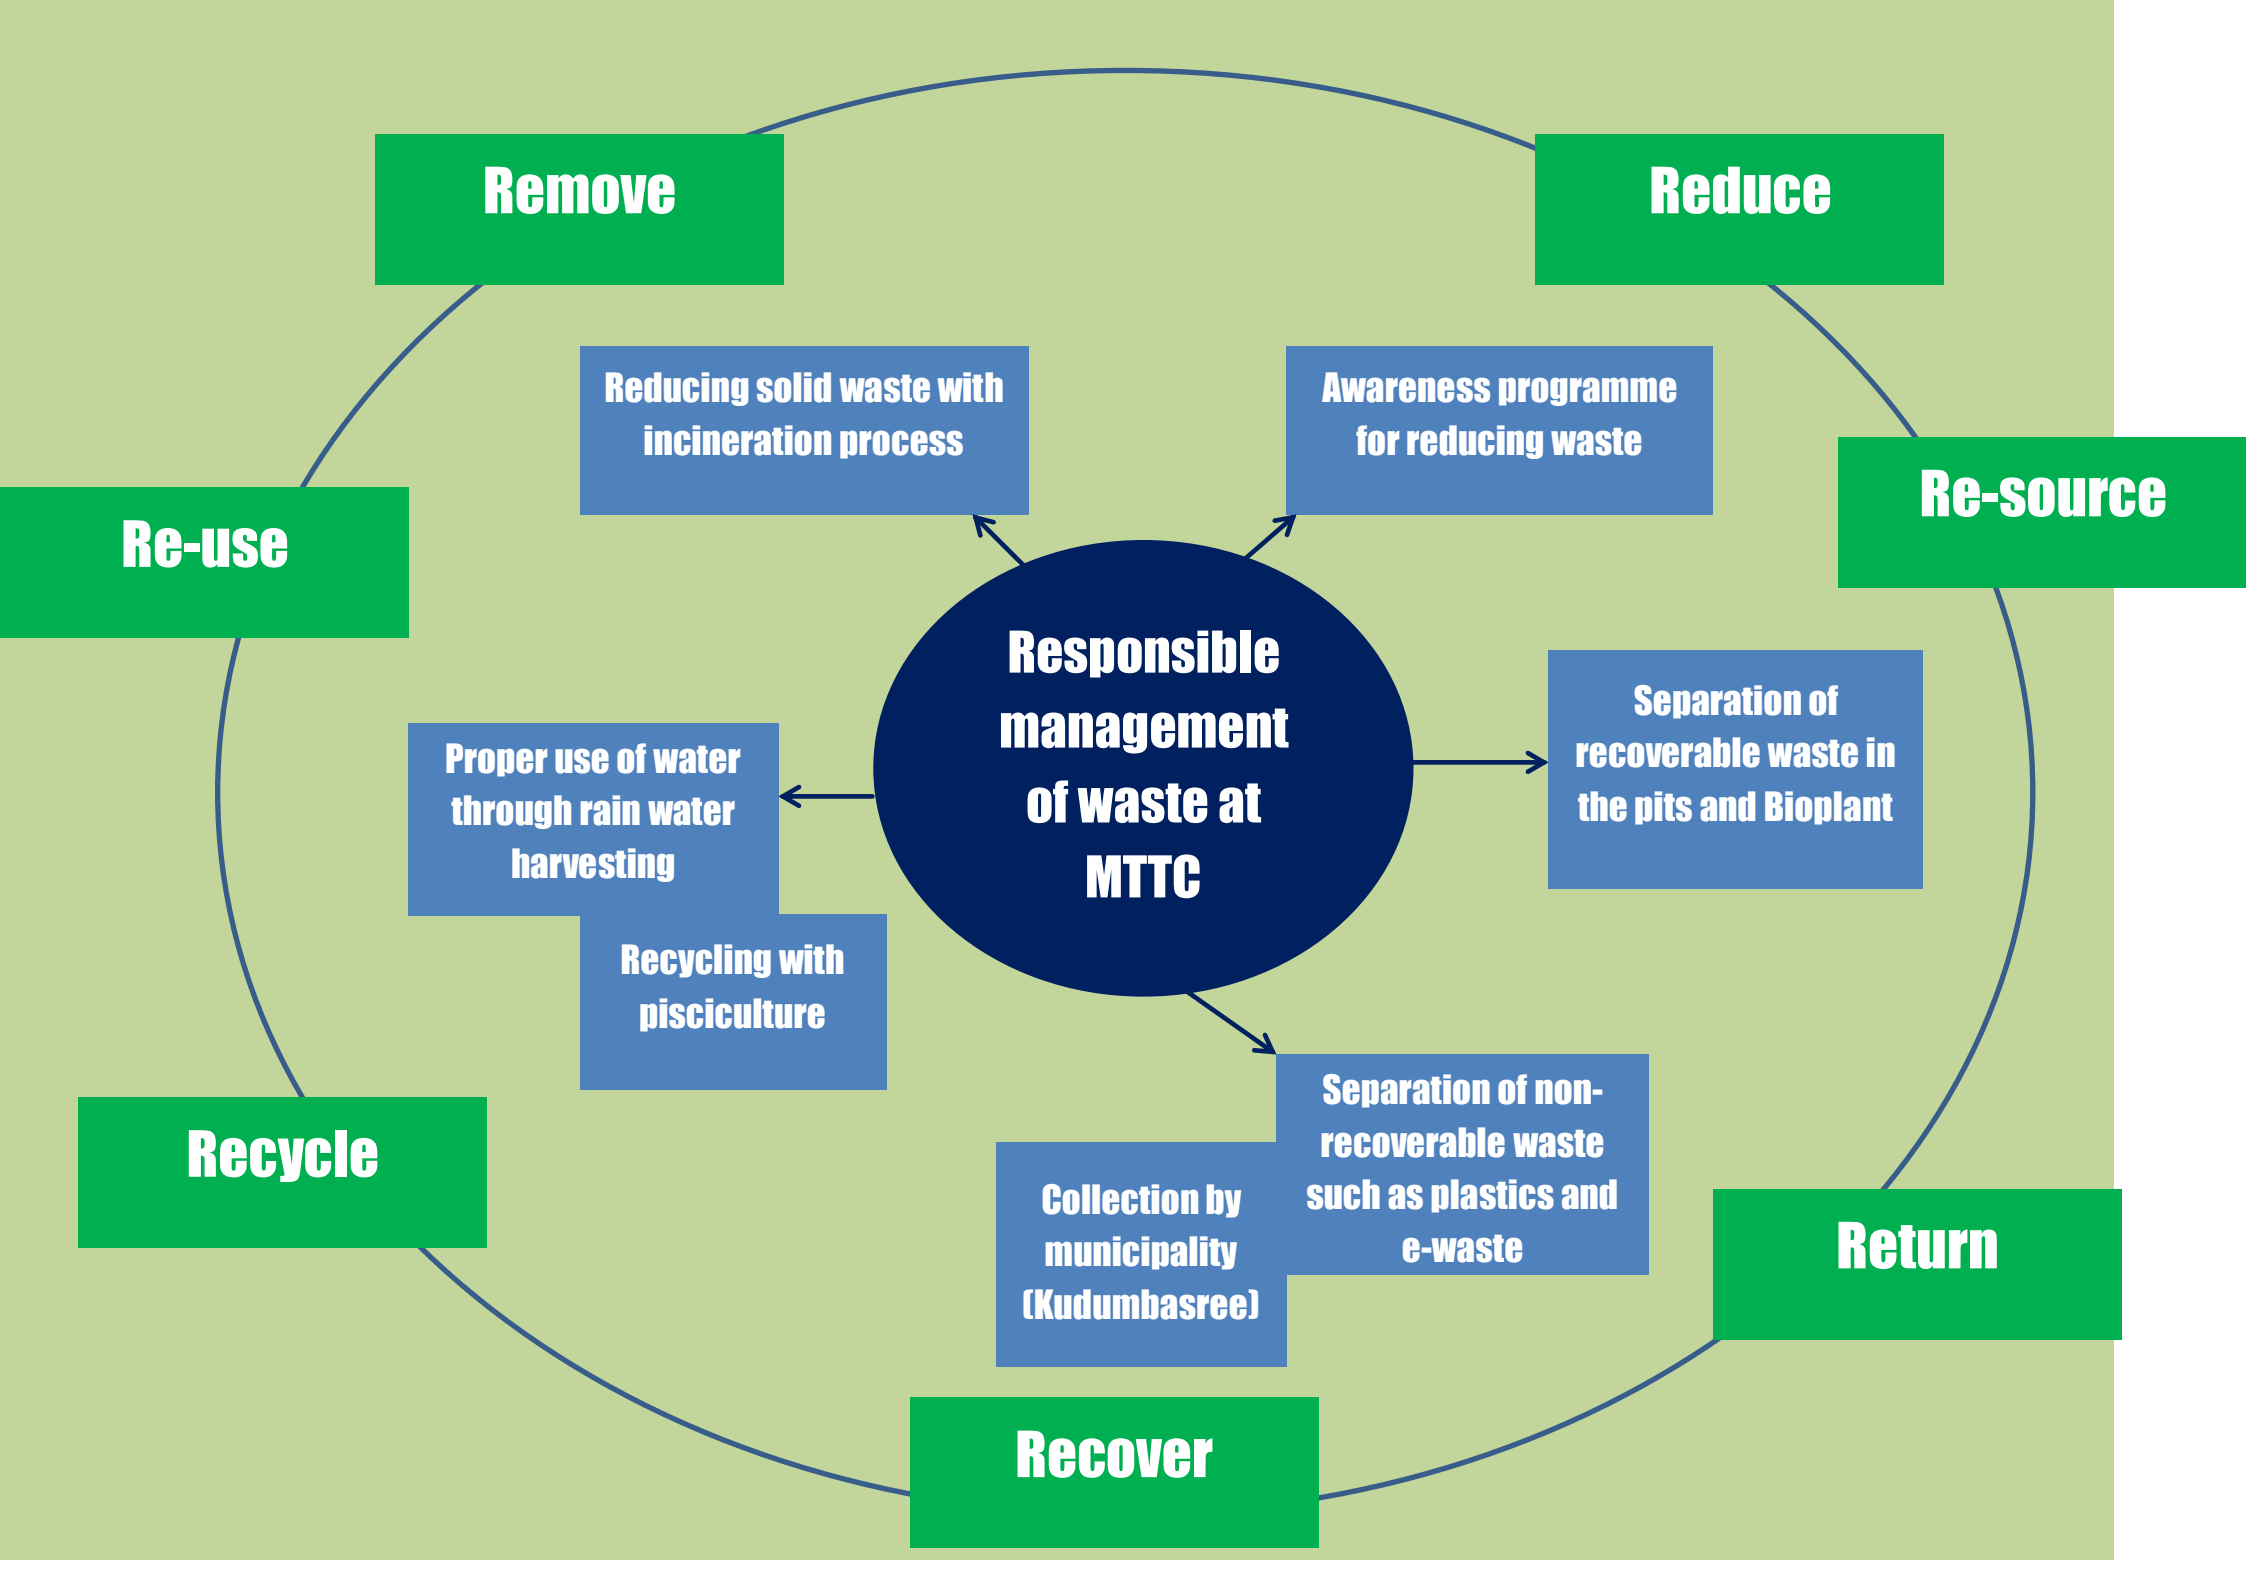 Remove
Reduce
Reducing solid waste with
incineration process
Awareness programme
for reducing waste
Re-source
Re-use
Responsible
management
of waste at
MTTC
Separation of
recoverable waste in
the pits and Bioplant
Proper use of water
through rain water
harvesting
Recycling with
pisciculture
Separation of non-
recoverable waste
such as plastics and
e-waste
Collection by
municipality
(Kudumbasree)
Recycle
Return
Recover